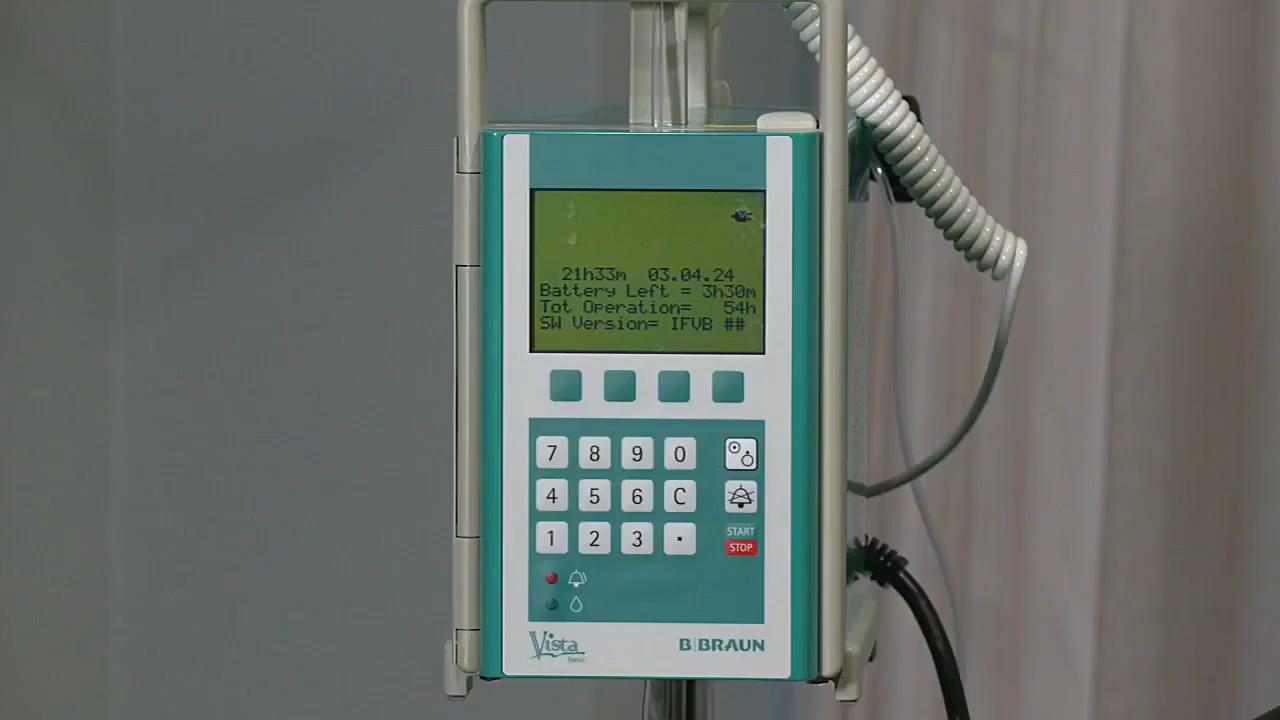 21h33m 03.04.24
Battery Left = 3h30m
Tot Operation= 54h
SW Version= IFVB ##
7 8 9 0
4 5 6 C
1 2 3 .
START
STOP
Vista
basic
B|BRAUN